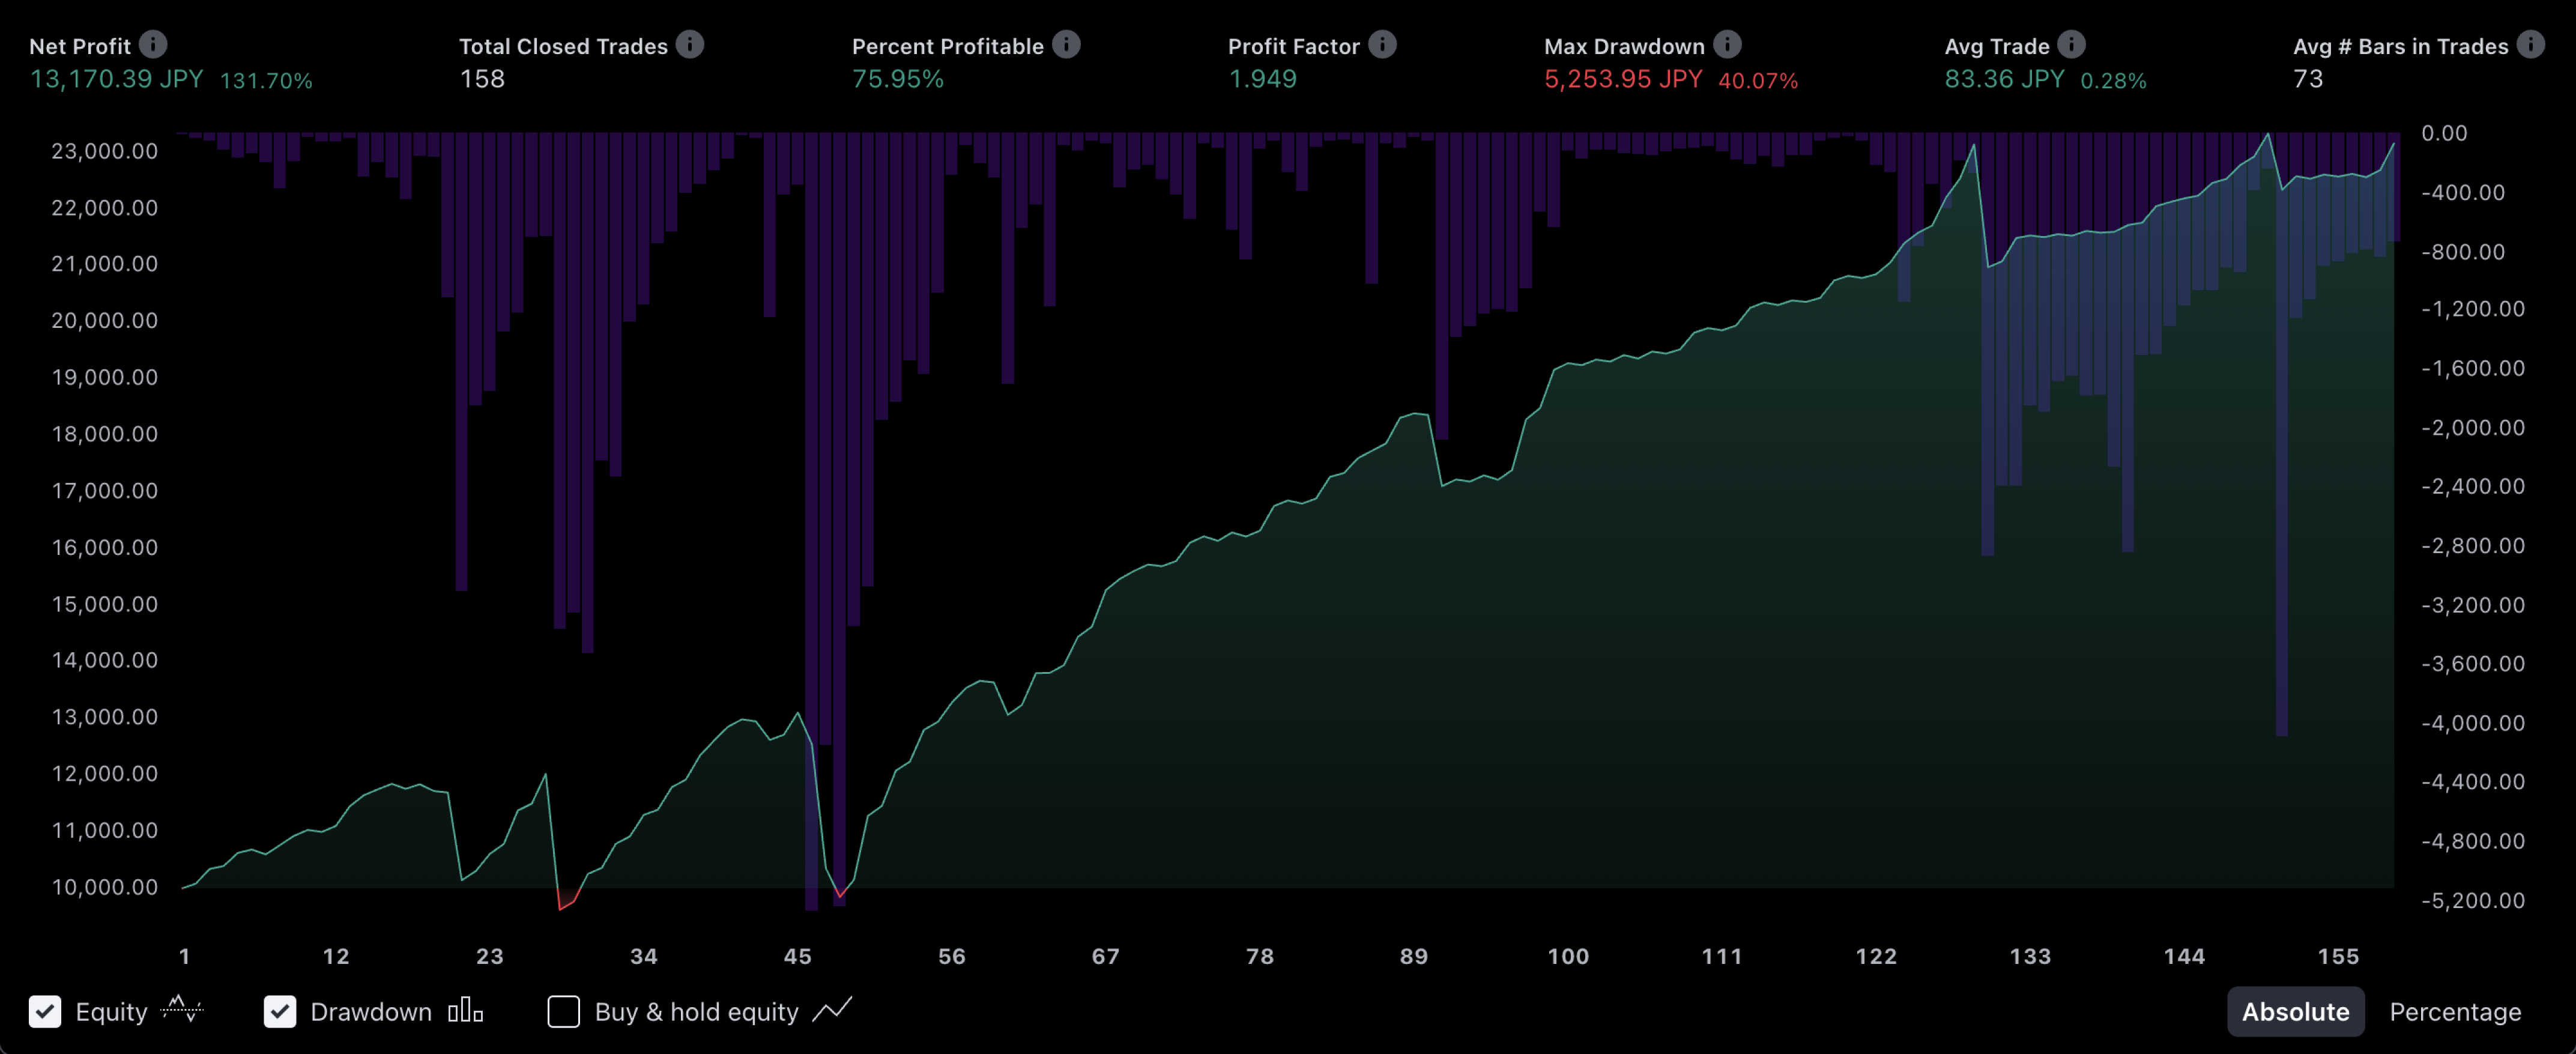 Net Profit
13,170.39 JPY 131.70%
Total Closed Trades
158
Percent Profitable
75.95%
Profit Factor
1.949
Max Drawdown
5,253.95 JPY 40.07%
Avg Trade
83.36 JPY 0.28%
Avg # Bars in Trades
73
23,000.00
22,000.00
21,000.00
20,000.00
19,000.00
18,000.00
17,000.00
16,000.00
15,000.00
14,000.00
13,000.00
12,000.00
11,000.00
10,000.00
0.00
-400.00
-800.00
-1,200.00
-1,600.00
-2,000.00
-2,400.00
-2,800.00
-3,200.00
-3,600.00
-4,000.00
-4,400.00
-4,800.00
-5,200.00
1 12 23 34 45 56 67 78 89 100 111 122 133 144 155
Equity Drawdown Buy & hold equity Absolute Percentage